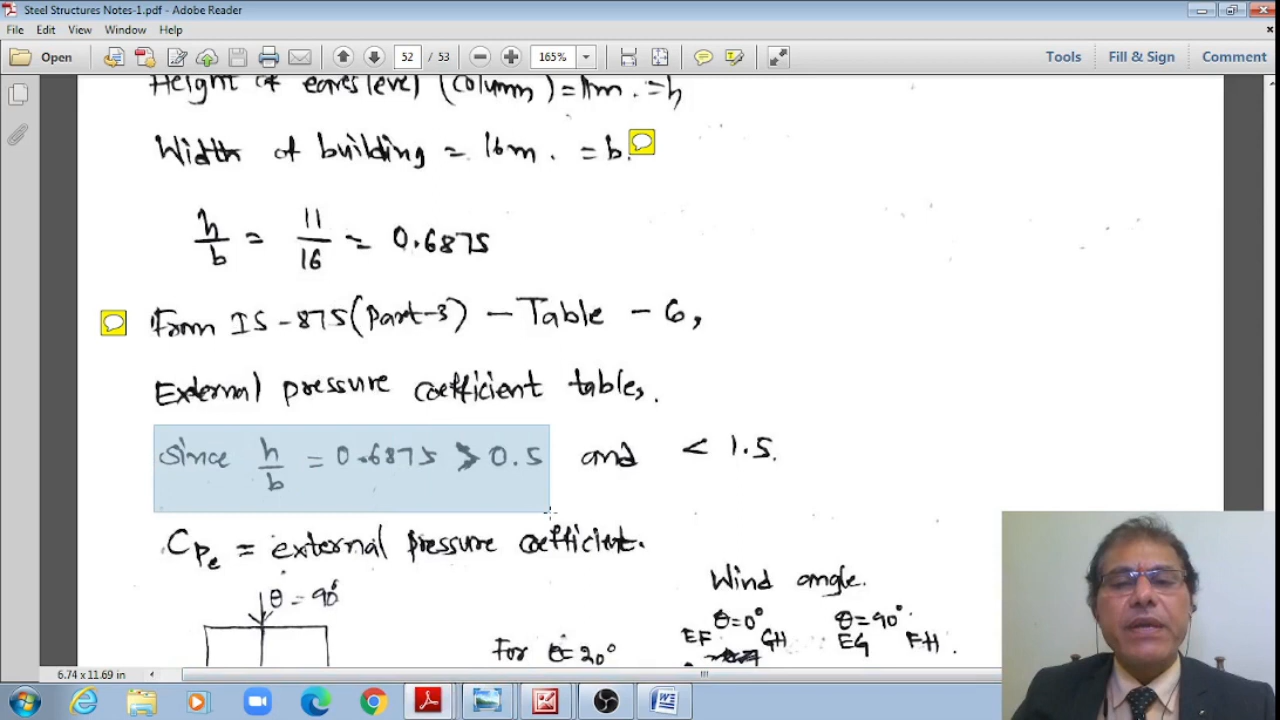 Steel Structures Notes-1.pdf - Adobe Reader
File Edit View Window Help
Open 52 / 53 165% Tools Fill & Sign Comment
Height of eaves level (column) = 11m. = h
Width of building = 16m. = b.
h/b = 11/16 = 0.6875
From IS-875(Part-3) - Table - 6,
External pressure coefficient tables.
Since h/b = 0.6875 > 0.5 and < 1.5.
Cpe = external pressure coefficient.
Wind angle.
θ = 90°
θ=0° θ=90°
EF GH EG FH.
For θ= 20°
6.74 x 11.69 in